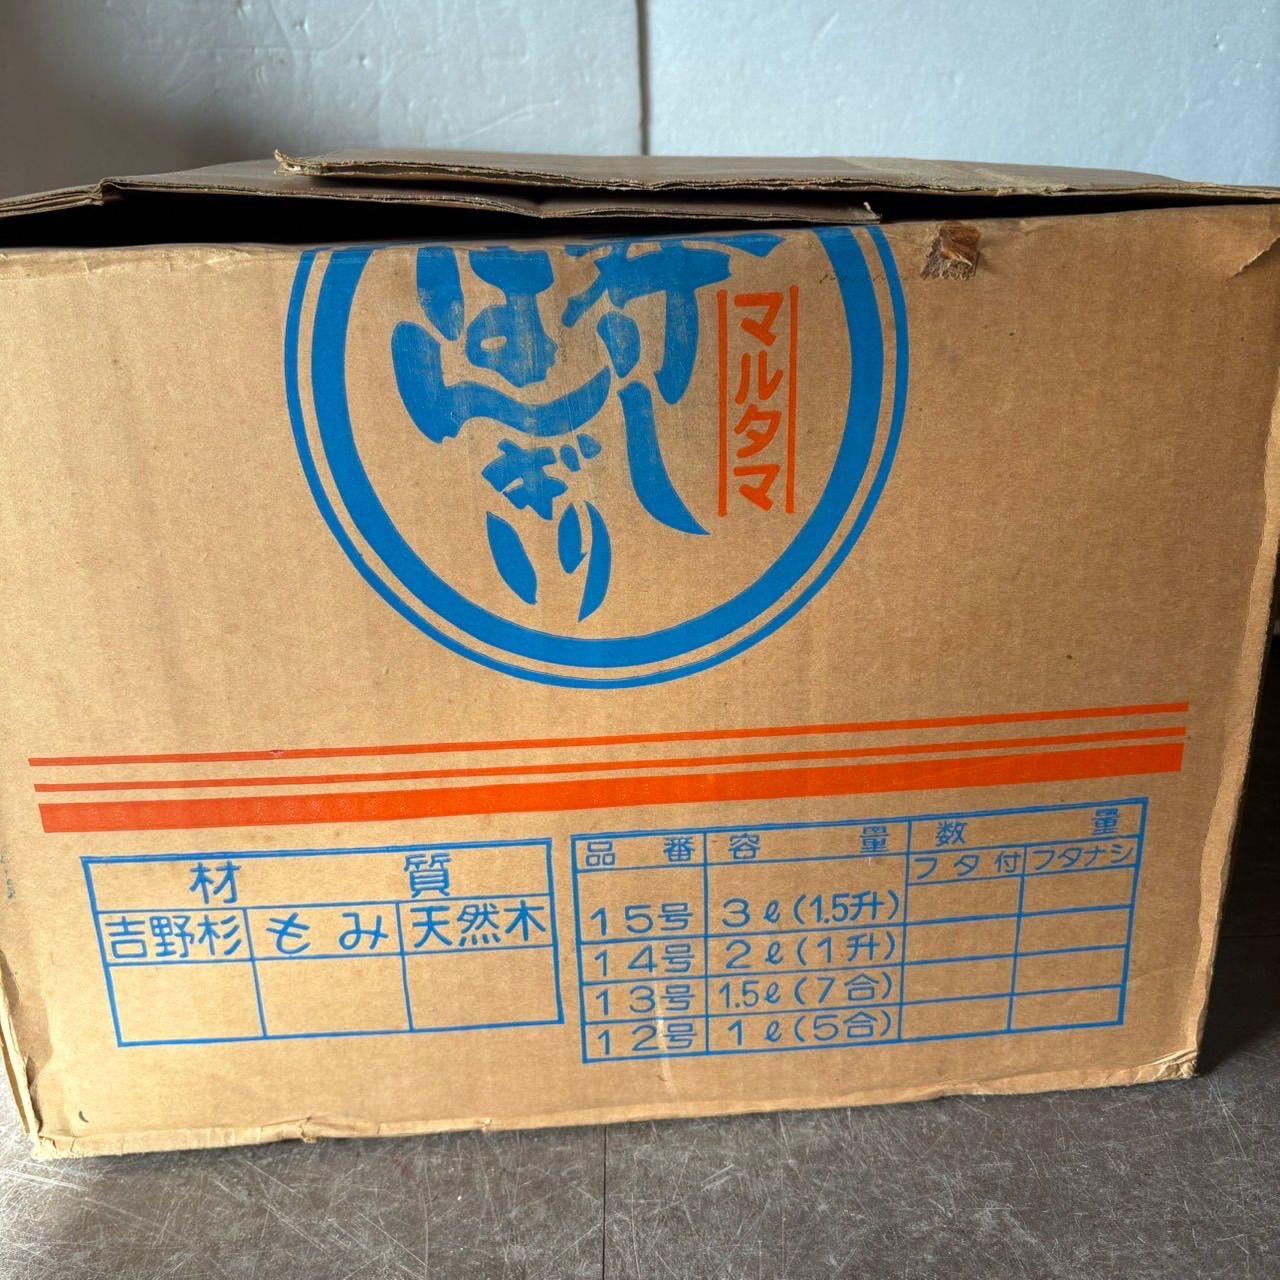 マルタマ
寿し
はんぎり
材質
吉野杉 もみ 天然木
品番 容量 数量
フタ付 フタナシ
15号 3ℓ(1.5升)
14号 2ℓ(1升)
13号 1.5ℓ(7合)
12号 1ℓ(5合)